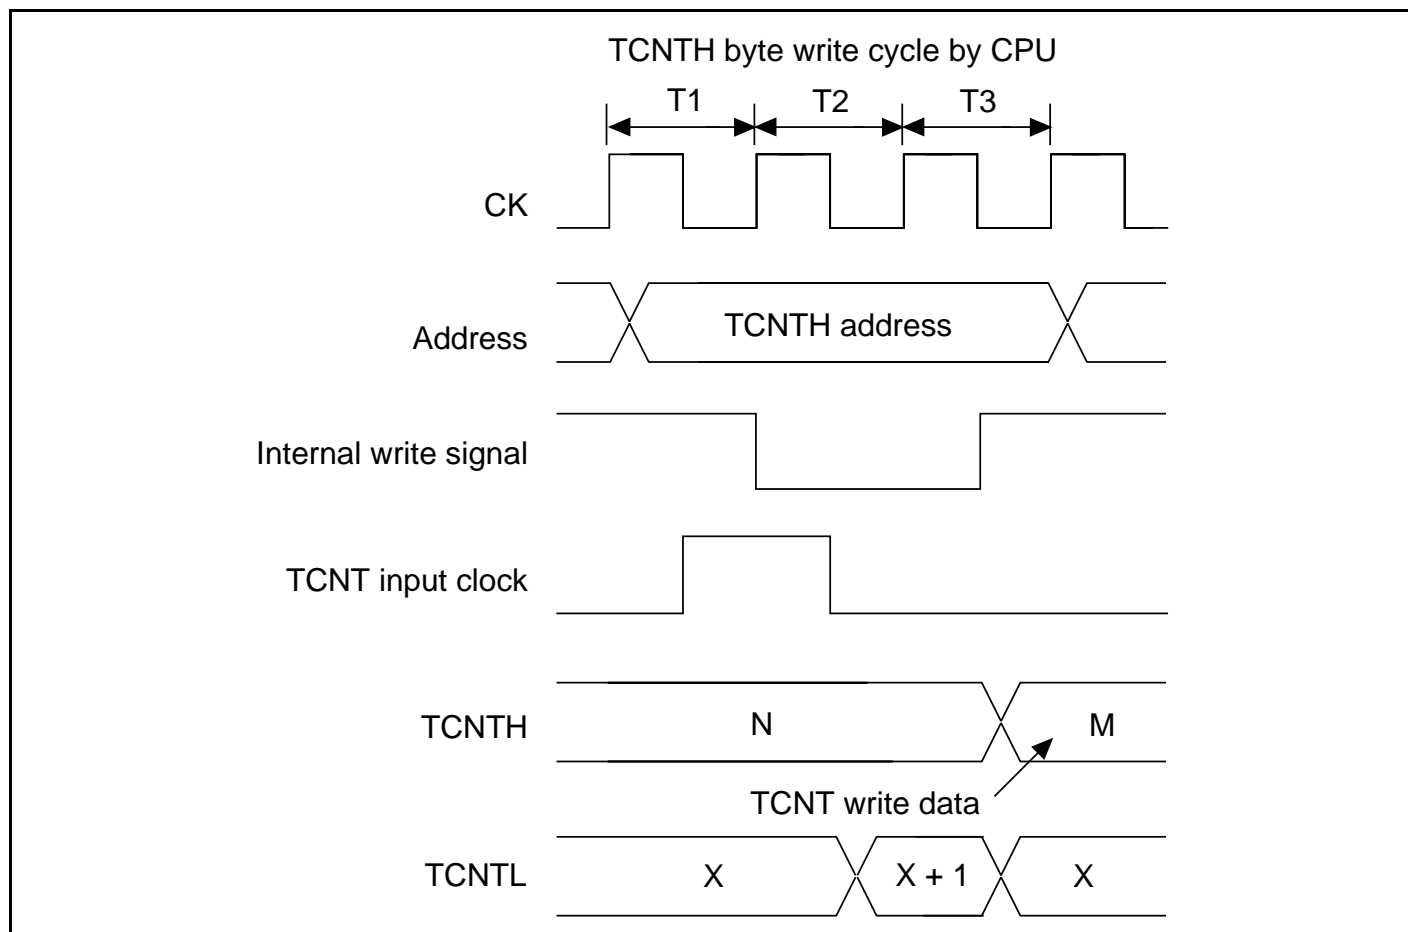 TCNTH byte write cycle by CPU
T1 T2 T3
CK
Address TCNTH address
Internal write signal
TCNT input clock
TCNTH N M
TCNT write data
TCNTL X X + 1 X